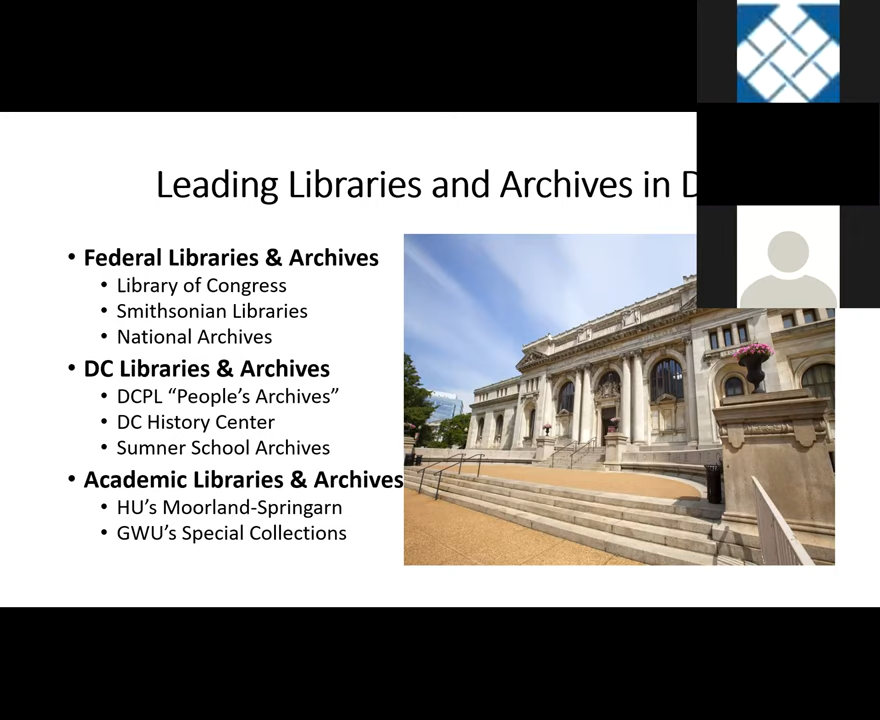 Leading Libraries and Archives in D
• Federal Libraries & Archives
• Library of Congress
• Smithsonian Libraries
• National Archives
• DC Libraries & Archives
• DCPL “People’s Archives”
• DC History Center
• Sumner School Archives
• Academic Libraries & Archives
• HU’s Moorland-Springarn
• GWU’s Special Collections